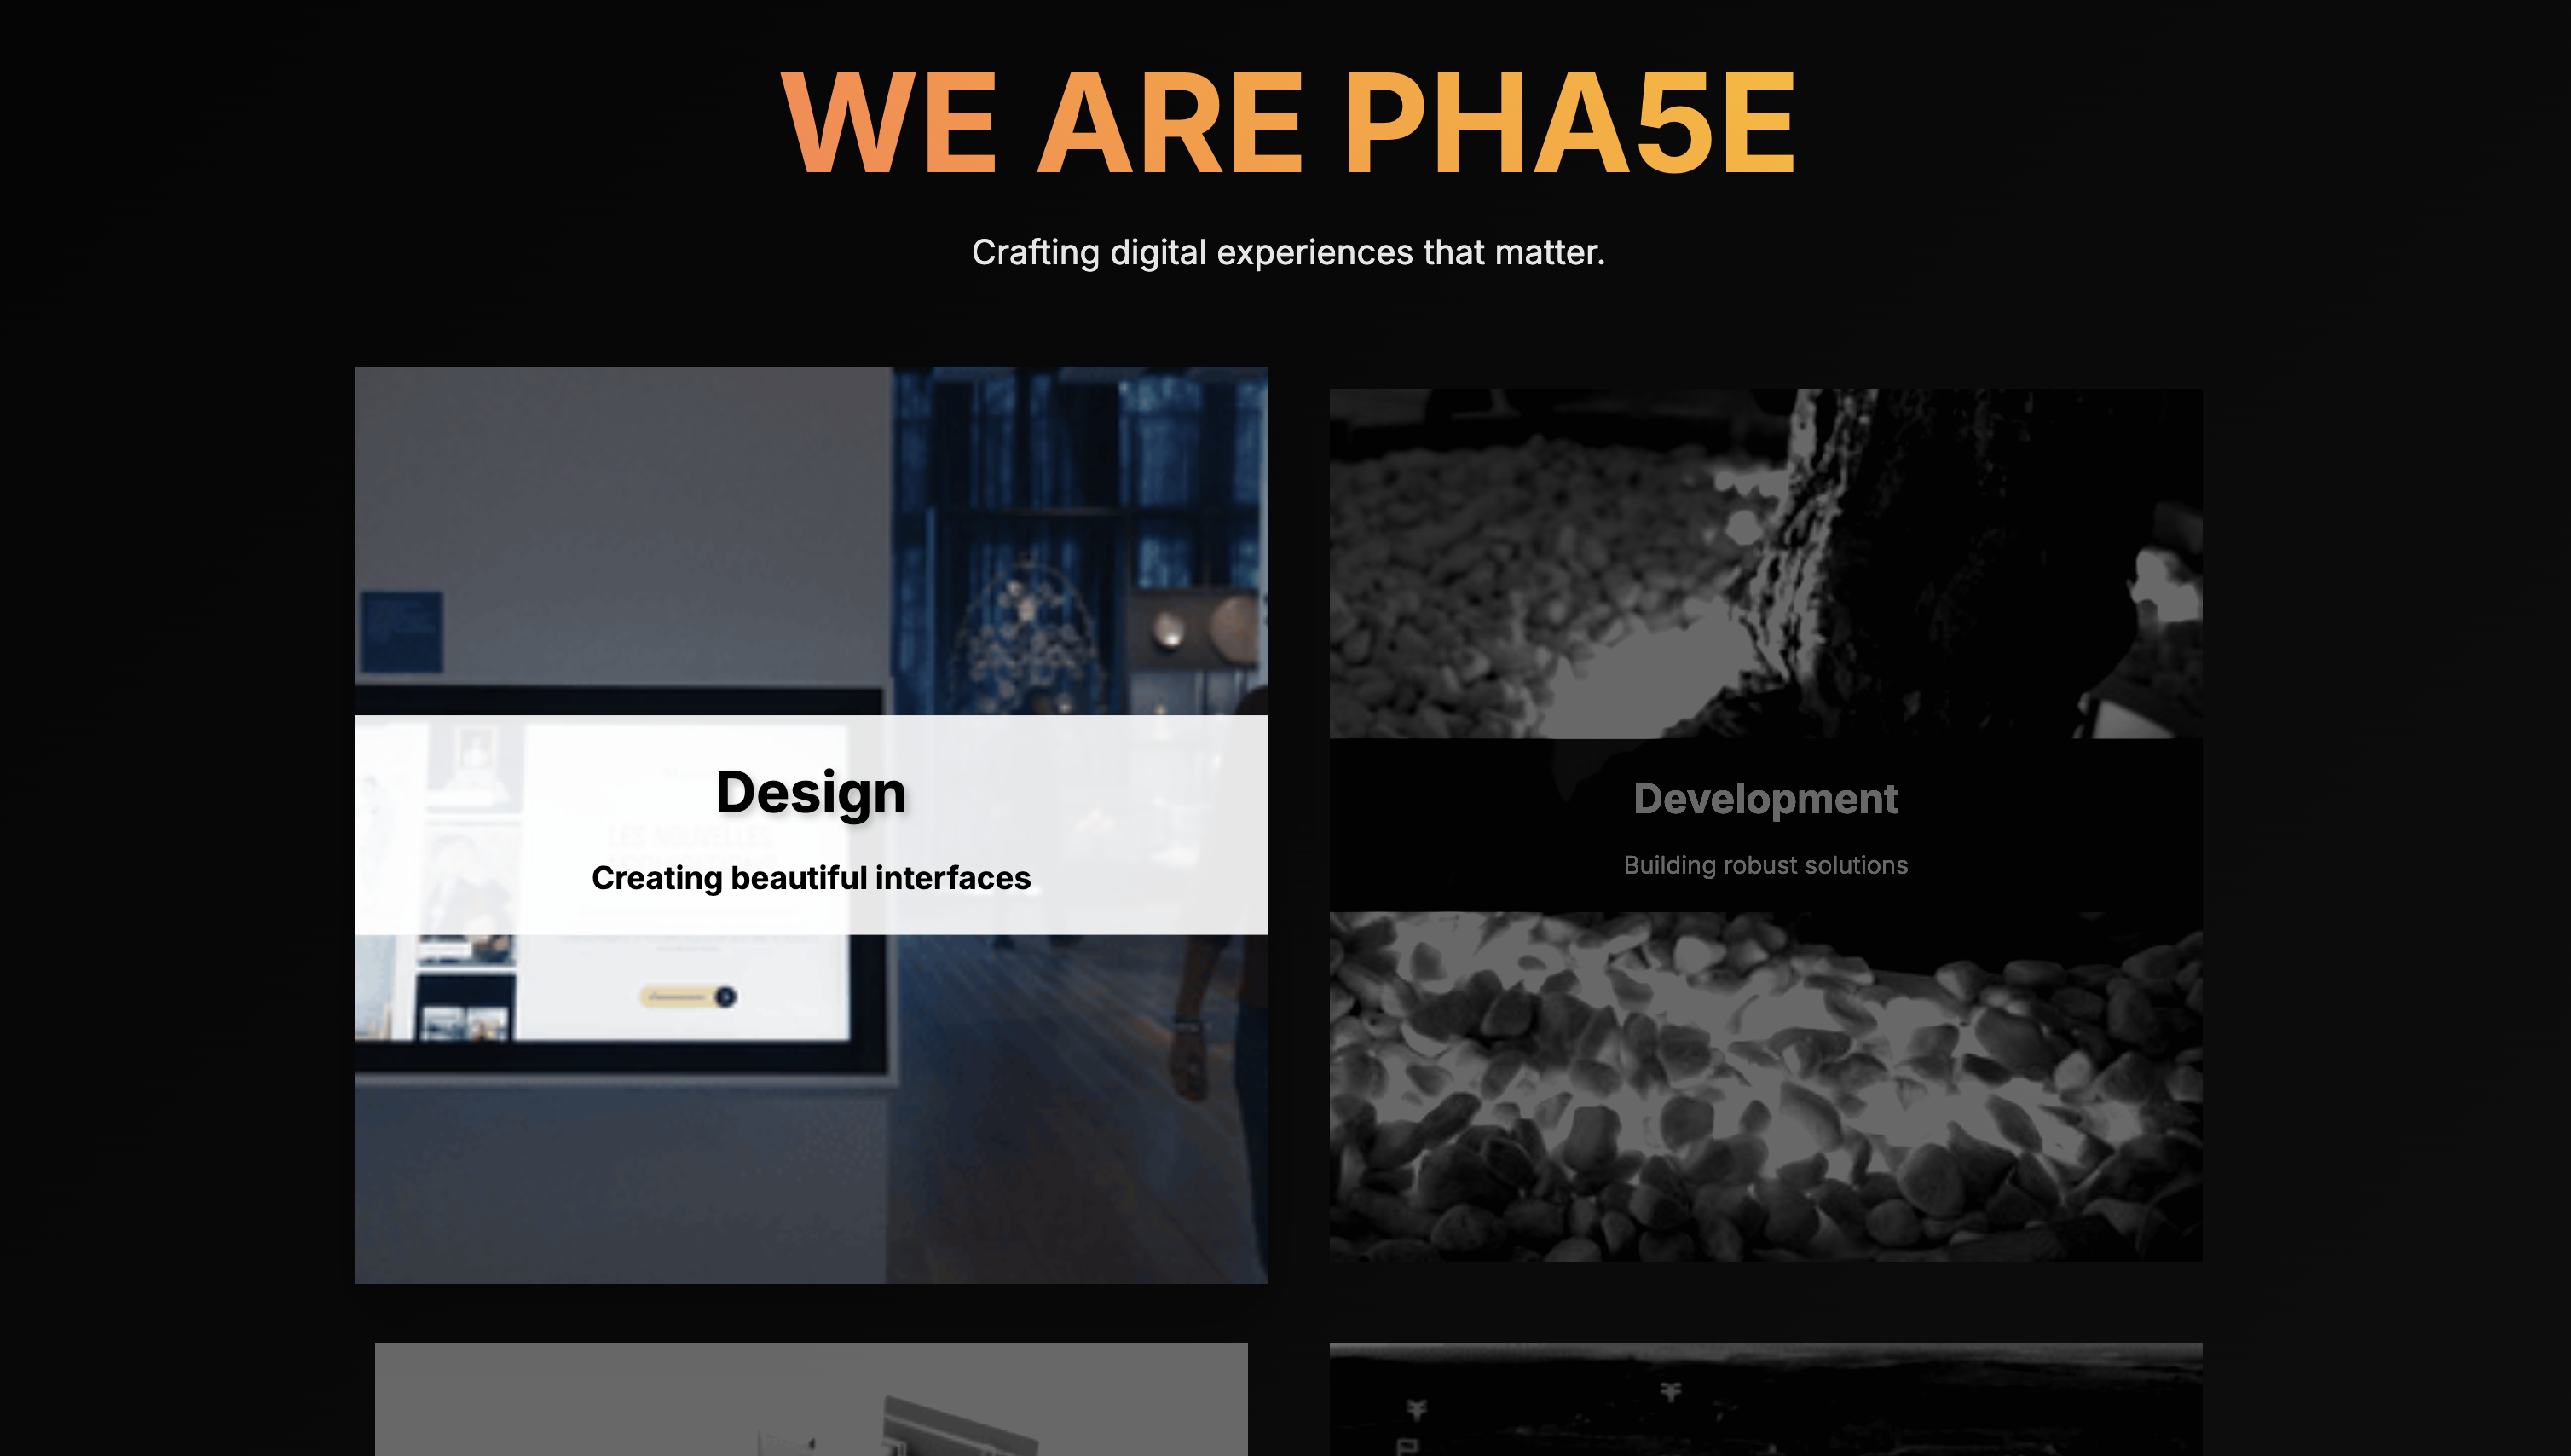 WE ARE PHA5E
Crafting digital experiences that matter.
Design
Creating beautiful interfaces
Development
Building robust solutions